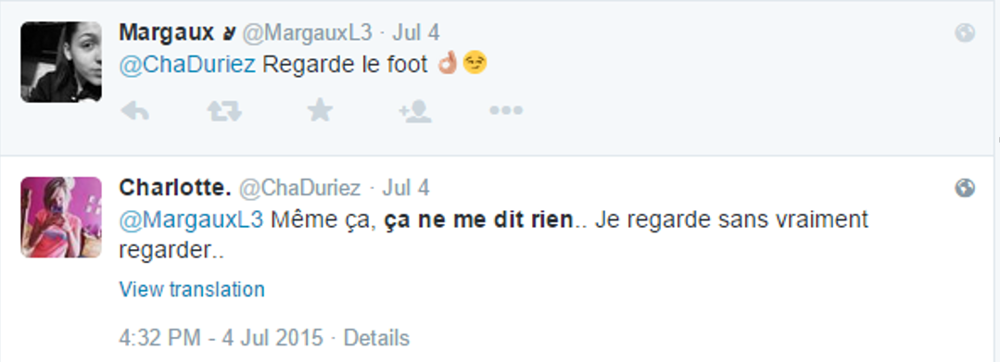 Margaux @MargauxL3 · Jul 4
@ChaDuriez Regarde le foot 👌😏
Charlotte. @ChaDuriez · Jul 4
@MargauxL3 Même ça, ça ne me dit rien.. Je regarde sans vraiment
regarder..
View translation
4:32 PM - 4 Jul 2015 · Details